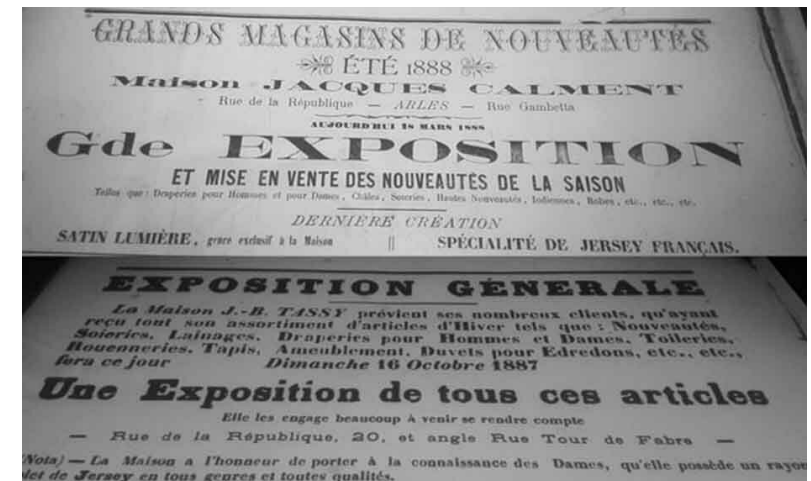 GRANDS MAGASINS DE NOUVEAUTÉS
ÉTÉ 1888
Maison JACQUES CALMENT
Rue de la République — ARLES — Rue Gambetta
AUJOURD'HUI 18 MARS 1888
Gde EXPOSITION
ET MISE EN VENTE DES NOUVEAUTÉS DE LA SAISON
Telles que : Draperies pour Hommes et pour Dames, Châles, Soieries, Hautes Nouveautés, Indiennes, Robes, etc., etc., etc.
DERNIÈRE CRÉATION
SATIN LUMIÈRE, genre exclusif à la Maison || SPÉCIALITÉ DE JERSEY FRANÇAIS.
EXPOSITION GÉNERALE
La Maison J.-B. TASSY prévient ses nombreux clients, qu'ayant
reçu tout son assortiment d'articles d'Hiver tels que : Nouveautés,
Soieries, Lainages, Draperies pour Hommes et Dames, Toileries,
Rouenneries, Tapis, Ameublement, Duvets pour Edredons, etc., etc.,
fera ce jour Dimanche 16 Octobre 1887
Une Exposition de tous ces articles
Elle les engage beaucoup à venir se rendre compte
— Rue de la République, 20, et angle Rue Tour de Fabre —
(Nota) — La Maison a l'honneur de porter à la connaissance des Dames, qu'elle possède un rayon
de Jersey en tous genres et toutes qualités.